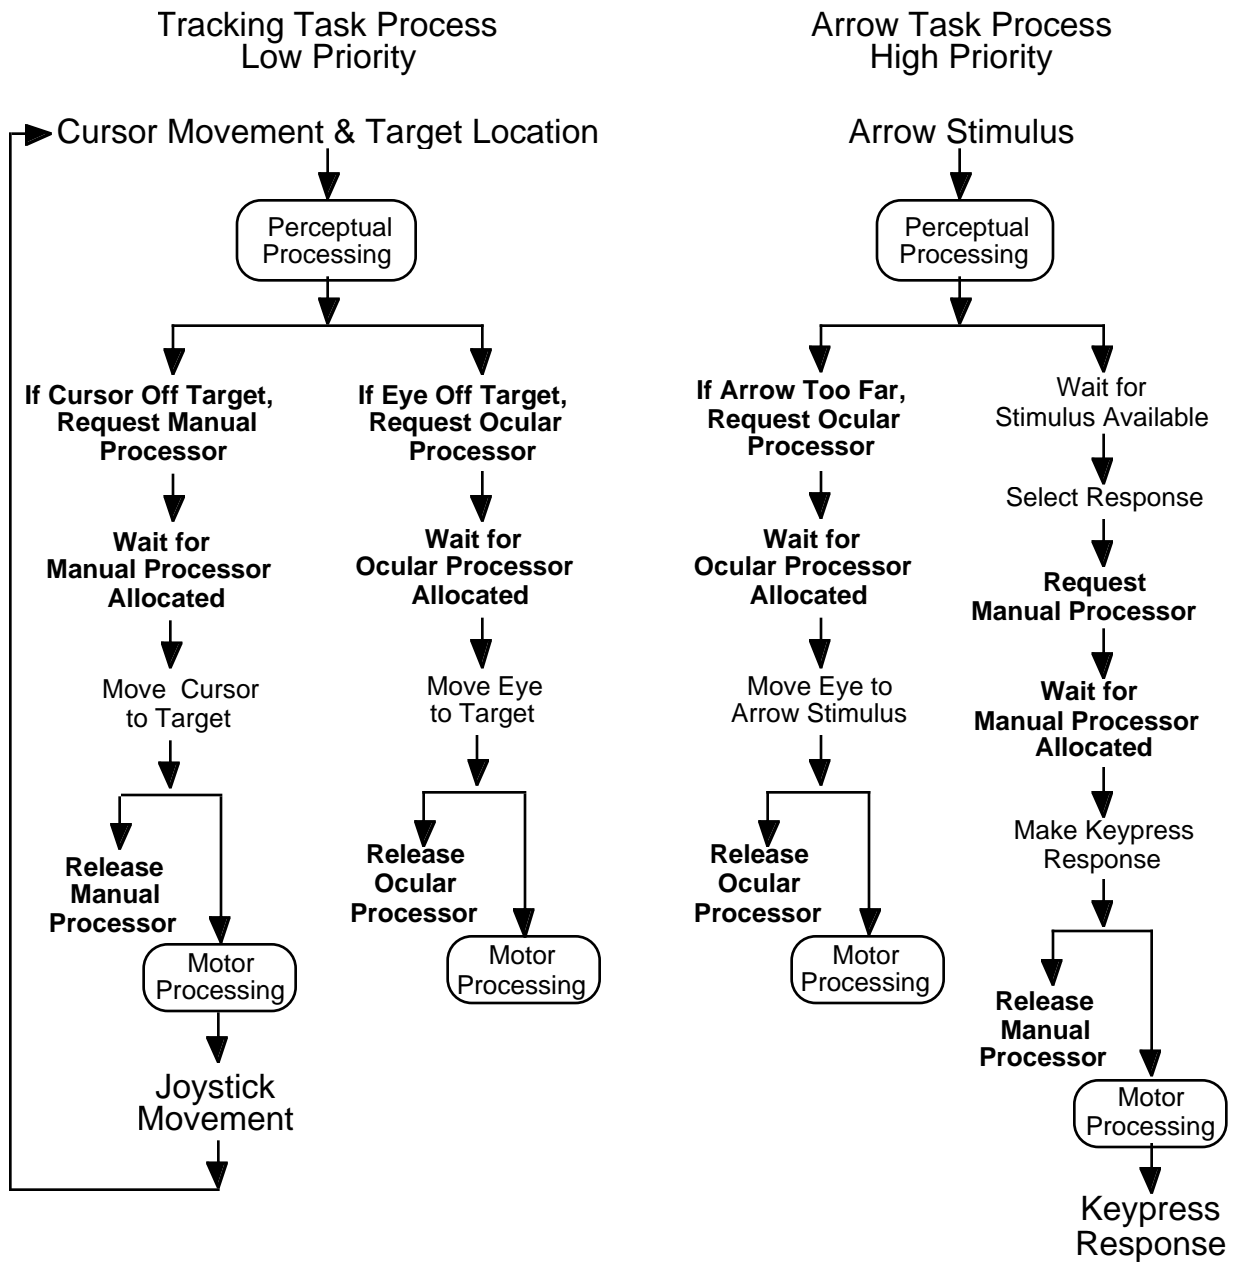 Tracking Task Process
Low Priority
Cursor Movement & Target Location
Perceptual
Processing
If Cursor Off Target,
Request Manual
Processor
Wait for
Manual Processor
Allocated
Move Cursor
to Target
Release
Manual
Processor
Motor
Processing
Joystick
Movement
If Eye Off Target,
Request Ocular
Processor
Wait for
Ocular Processor
Allocated
Move Eye
to Target
Release
Ocular
Processor
Motor
Processing
Arrow Task Process
High Priority
Arrow Stimulus
Perceptual
Processing
If Arrow Too Far,
Request Ocular
Processor
Wait for
Ocular Processor
Allocated
Move Eye to
Arrow Stimulus
Release
Ocular
Processor
Motor
Processing
Wait for
Stimulus Available
Select Response
Request
Manual Processor
Wait for
Manual Processor
Allocated
Make Keypress
Response
Release
Manual
Processor
Motor
Processing
Keypress
Response